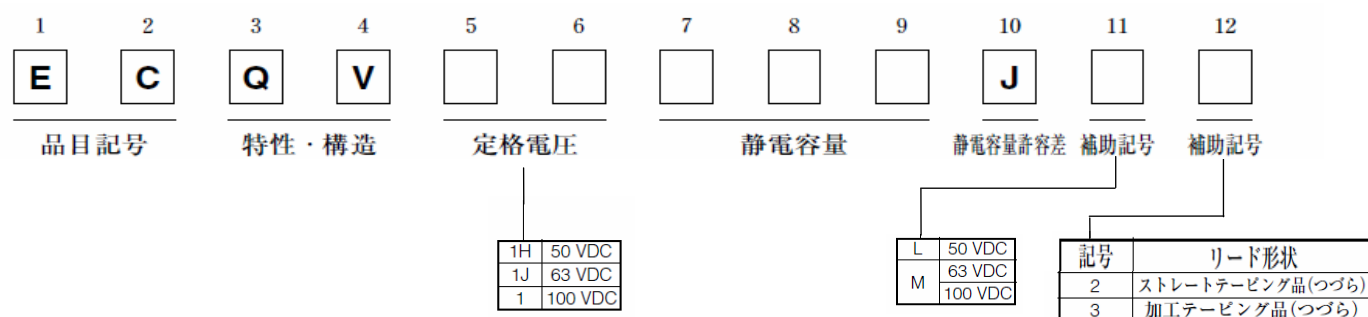 1 2 3 4 5 6 7 8 9 10 11 12
E C Q V J
品目記号 特性・構造 定格電圧 静電容量 静電容量許容差 補助記号 補助記号
1H 50 VDC
1J 63 VDC
1 100 VDC
L 50 VDC
M 63 VDC
100 VDC
記号 リード形状
2 ストレートテーピング品(つづら)
3 加工テーピング品(つづら)